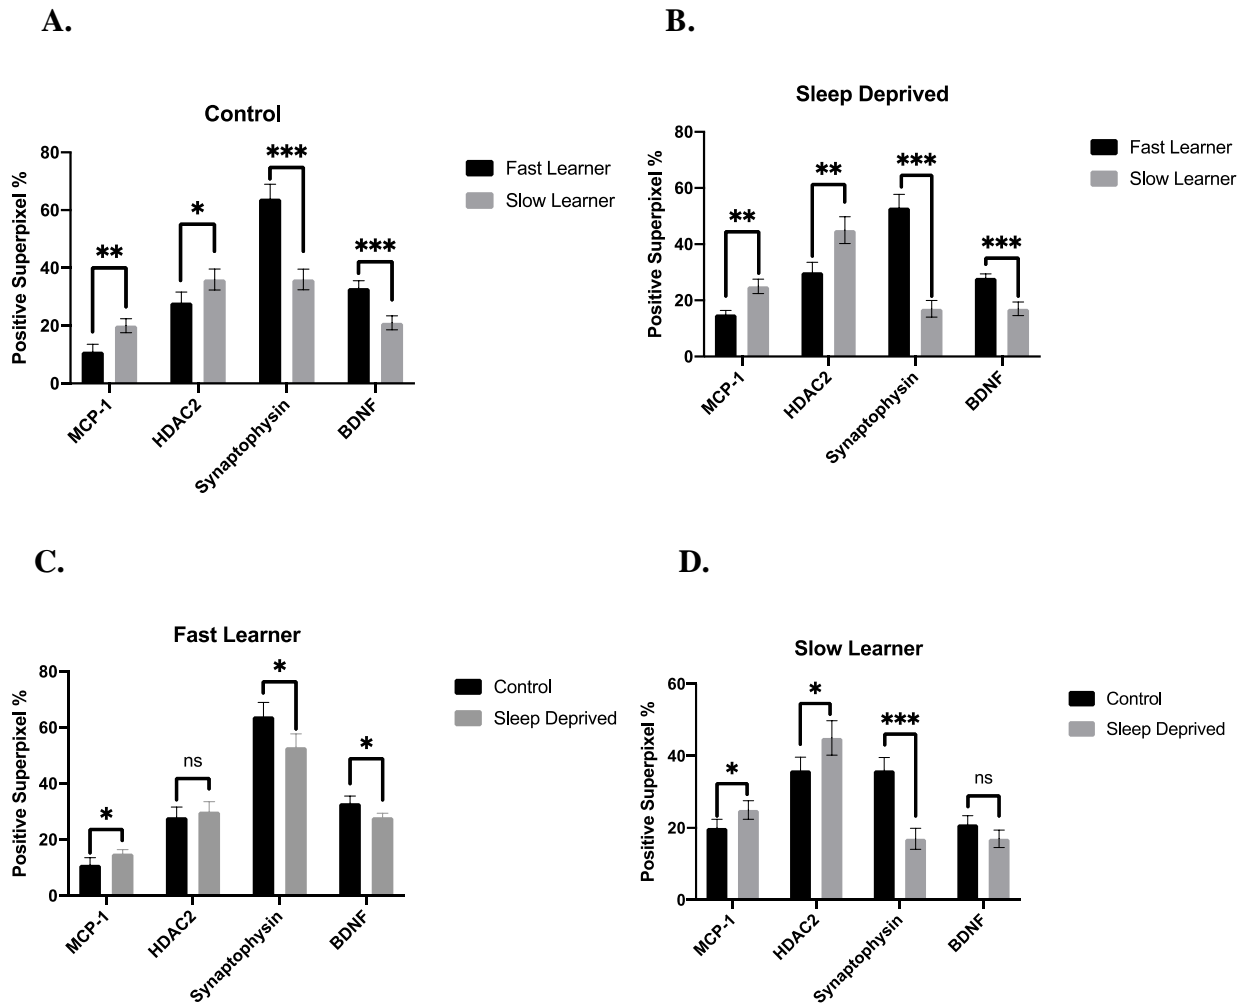 A.
Control
Positive Superpixel %
80
60
40
20
0
**
*
***
***
MCP-1
HDAC2
Synaptophysin
BDNF
Fast Learner
Slow Learner
B.
Sleep Deprived
Positive Superpixel %
80
60
40
20
0
**
**
***
***
MCP-1
HDAC2
Synaptophysin
BDNF
Fast Learner
Slow Learner
C.
Fast Learner
Positive Superpixel %
80
60
40
20
0
*
ns
*
*
MCP-1
HDAC2
Synaptophysin
BDNF
Control
Sleep Deprived
D.
Slow Learner
Positive Superpixel %
60
40
20
0
*
*
***
ns
MCP-1
HDAC2
Synaptophysin
BDNF
Control
Sleep Deprived